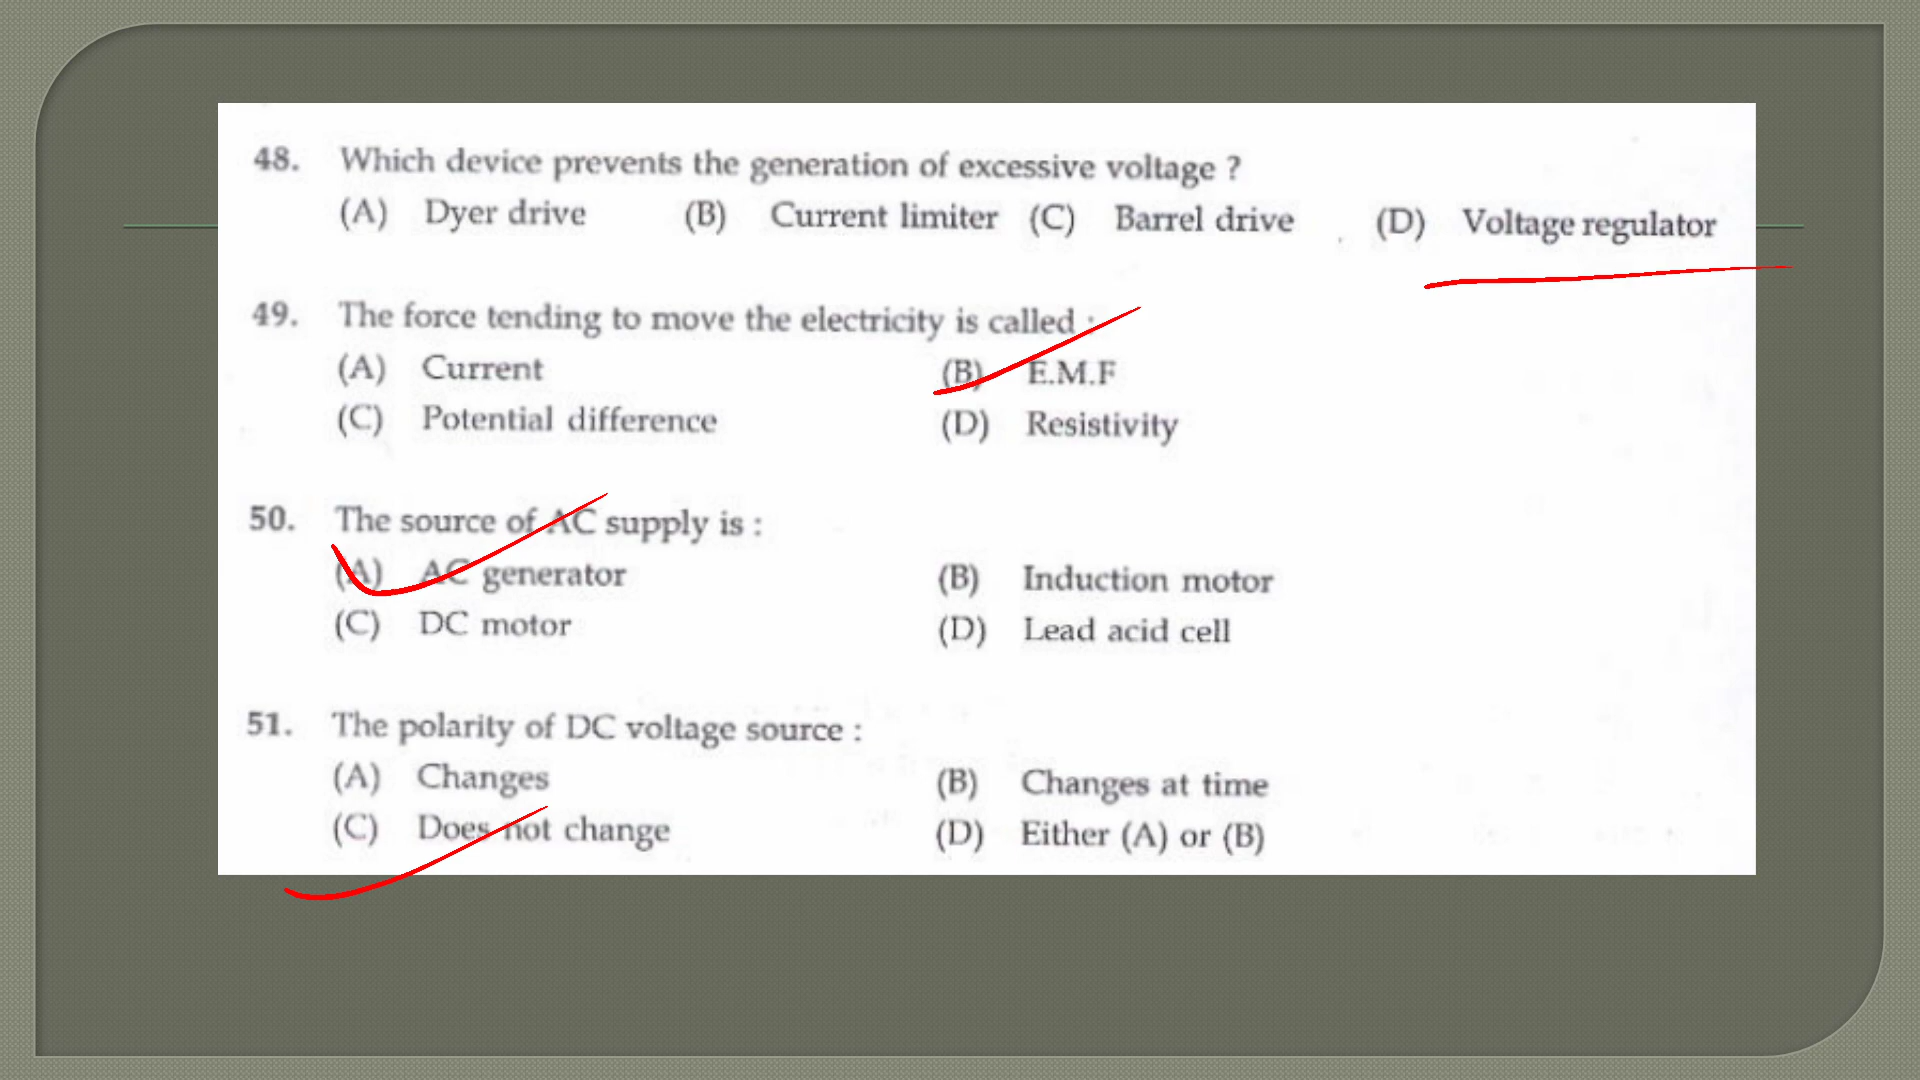 48. Which device prevents the generation of excessive voltage ?
(A) Dyer drive (B) Current limiter (C) Barrel drive (D) Voltage regulator
49. The force tending to move the electricity is called :
(A) Current (B) E.M.F
(C) Potential difference (D) Resistivity
50. The source of AC supply is :
(A) AC generator (B) Induction motor
(C) DC motor (D) Lead acid cell
51. The polarity of DC voltage source :
(A) Changes (B) Changes at time
(C) Does not change (D) Either (A) or (B)